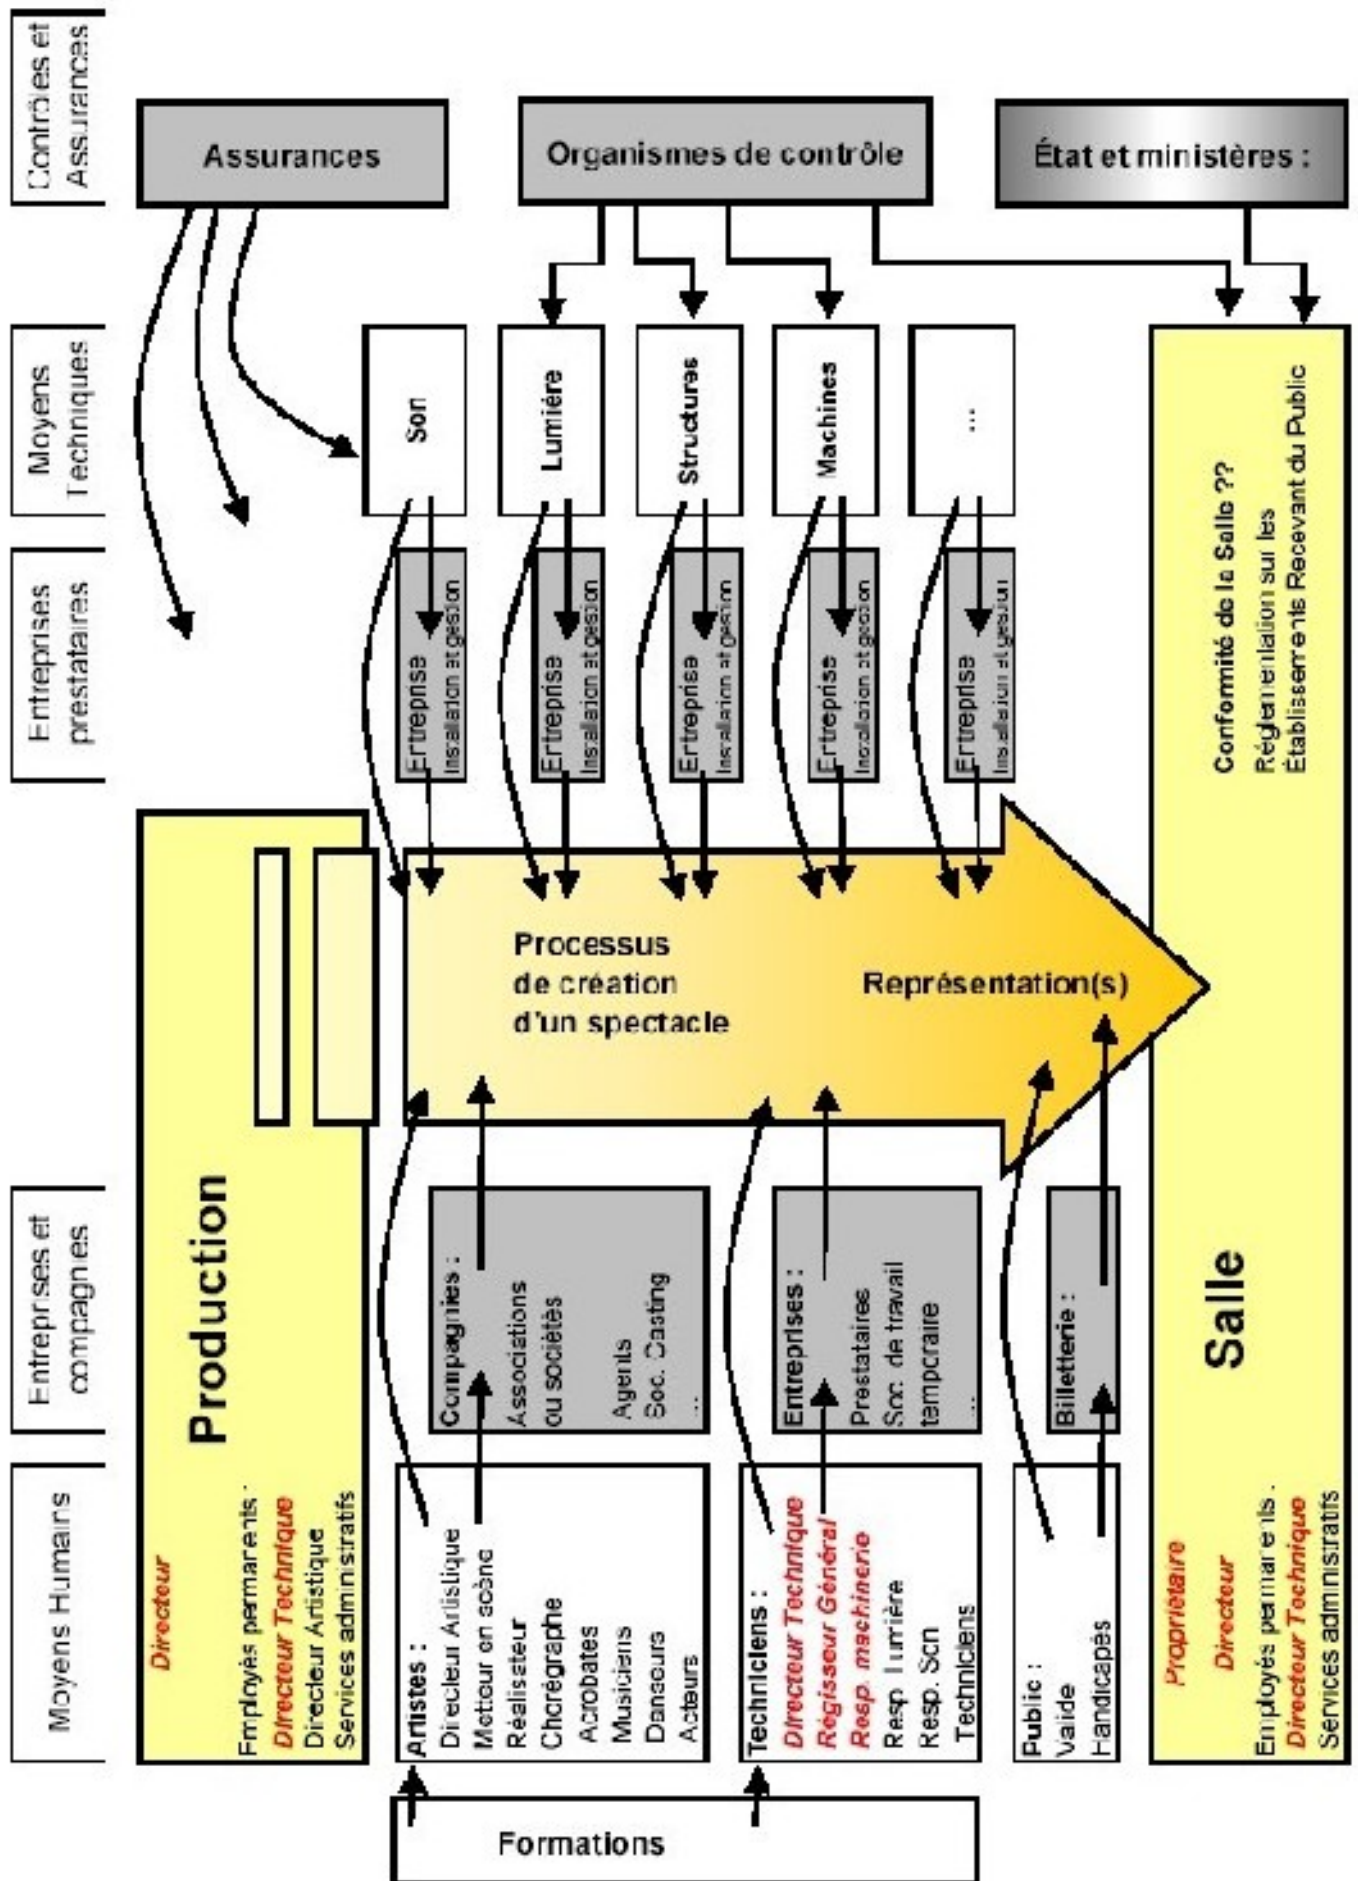 Contrôles et
Assurances
Moyens
Techniques
Entreprises
prestataires
Entreprises et
compagnies
Moyens Humains
Assurances
Organismes de contrôle
État et ministères :
Son
Lumière
Structures
Machines
...
Entreprise
Installation et gestion
Entreprise
Installation et gestion
Entreprise
Installation et gestion
Entreprise
Installation et gestion
Entreprise
Installation et gestion
Production
Directeur
Employés permanents :
Directeur Technique
Directeur Artistique
Services administratifs
Processus
de création
d'un spectacle
Représentation(s)
Compagnies :
Associations
ou sociétés
Agents
Soc. Casting
...
Entreprises :
Prestataires
Soc. de travail
temporaire
...
Billetterie :
Artistes :
Directeur Artistique
Metteur en scène
Réalisateur
Chorégraphe
Acrobates
Musiciens
Danseurs
Acteurs
Techniciens :
Directeur Technique
Régisseur Général
Resp. machinerie
Resp. Lumière
Resp. Son
Techniciens
Public :
Valide
Handicapés
Formations
Salle
Conformité de la Salle ??
Réglementation sur les
Établissements Recevant du Public
Propriétaire
Directeur
Employés permanents :
Directeur Technique
Services administratifs